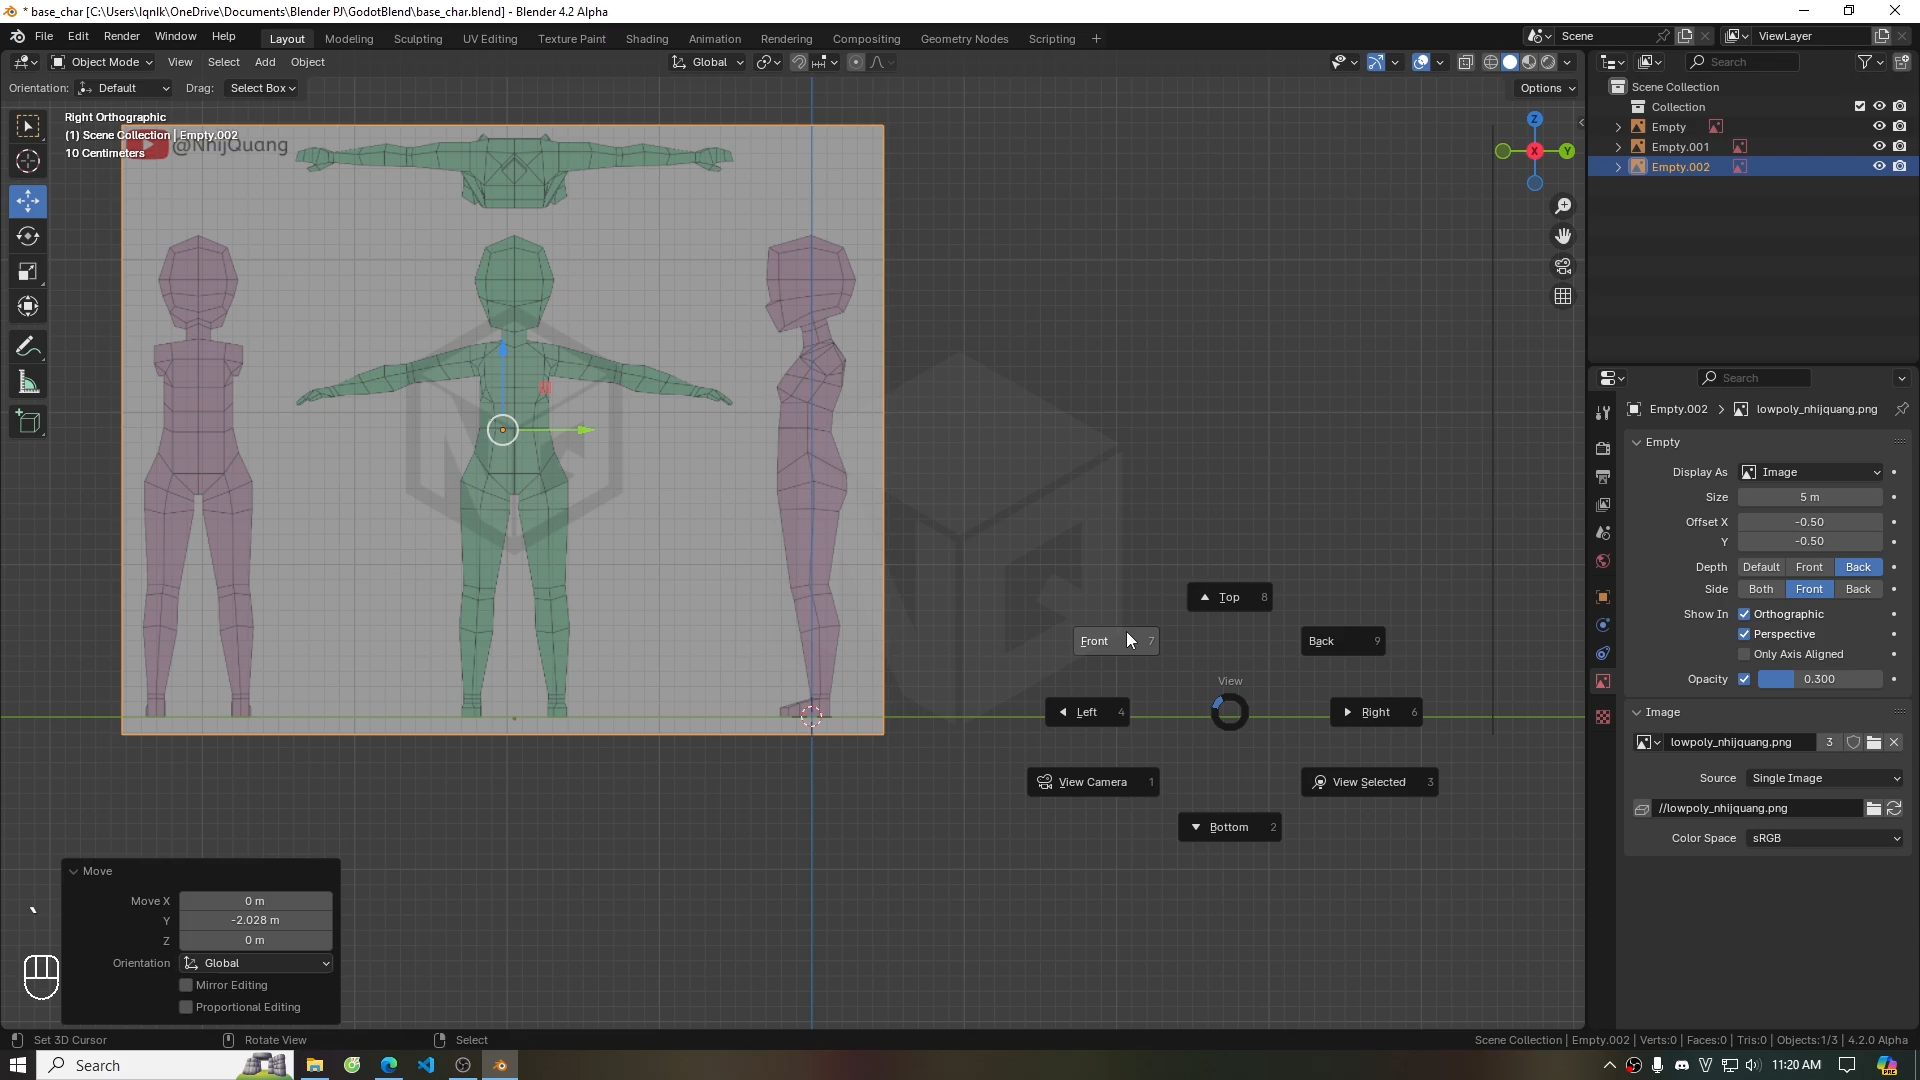 * base_char [C:\Users\Iqnlk\OneDrive\Documents\Blender PJ\GodotBlend\base_char.blend] - Blender 4.2 Alpha
File Edit Render Window Help
Layout Modeling Sculpting UV Editing Texture Paint Shading Animation Rendering Compositing Geometry Nodes Scripting +
Scene
ViewLayer
Object Mode View Select Add Object
Global
Search
Orientation: Default Drag: Select Box
Options
Scene Collection
Collection
Empty
Empty.001
Empty.002
Right Orthographic
(1) Scene Collection | Empty.002
10 Centimeters
@NhijQuang
Z
X
Y
Search
Empty.002 > lowpoly_nhijquang.png
Empty
Display As Image
Size 5 m
Offset X -0.50
Y -0.50
Depth Default Front Back
Side Both Front Back
Show In Orthographic
Perspective
Only Axis Aligned
Opacity 0.300
Image
lowpoly_nhijquang.png 3
Source Single Image
//lowpoly_nhijquang.png
Color Space sRGB
Top 8
Front 7
Back 9
View
Left 4
Right 6
View Camera 1
View Selected 3
Bottom 2
Move
Move X 0 m
Y -2.028 m
Z 0 m
Orientation Global
Mirror Editing
Proportional Editing
`
Set 3D Cursor Rotate View Select
Scene Collection | Empty.002 | Verts:0 | Faces:0 | Tris:0 | Objects:1/3 | 4.2.0 Alpha
Search
11:20 AM